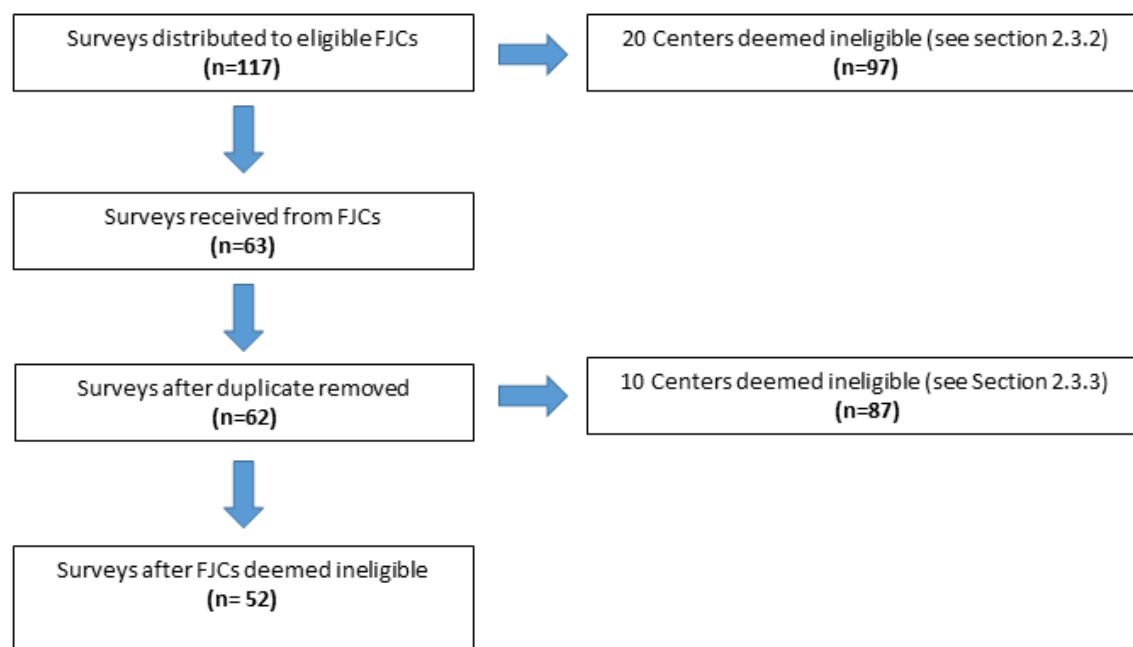 Surveys distributed to eligible FJCs
(n=117)
20 Centers deemed ineligible (see section 2.3.2)
(n=97)
Surveys received from FJCs
(n=63)
Surveys after duplicate removed
(n=62)
10 Centers deemed ineligible (see Section 2.3.3)
(n=87)
Surveys after FJCs deemed ineligible
(n= 52)